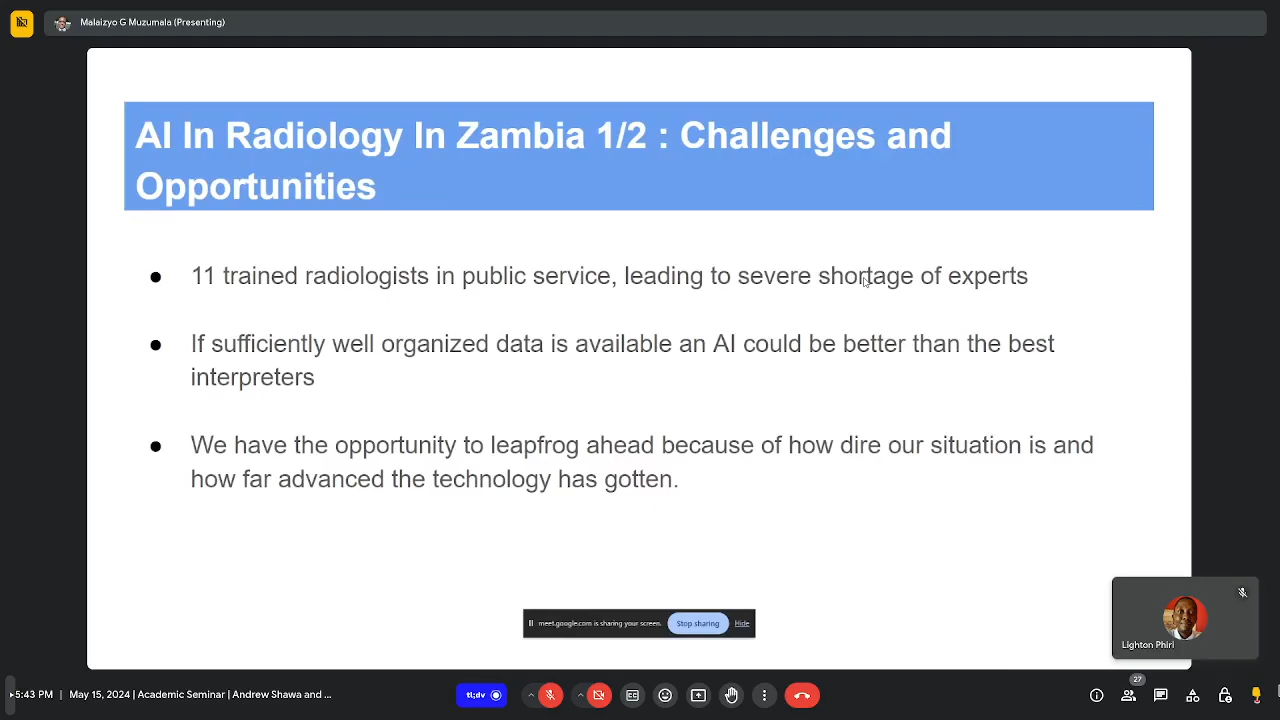 Malaizyo G Muzumala (Presenting)
AI In Radiology In Zambia 1/2 : Challenges and
Opportunities
● 11 trained radiologists in public service, leading to severe shortage of experts
● If sufficiently well organized data is available an AI could be better than the best
interpreters
● We have the opportunity to leapfrog ahead because of how dire our situation is and
how far advanced the technology has gotten.
meet.google.com is sharing your screen. Stop sharing Hide
Lighton Phiri
5:43 PM | May 15, 2024 | Academic Seminar | Andrew Shawa and ...
tl;dv
27